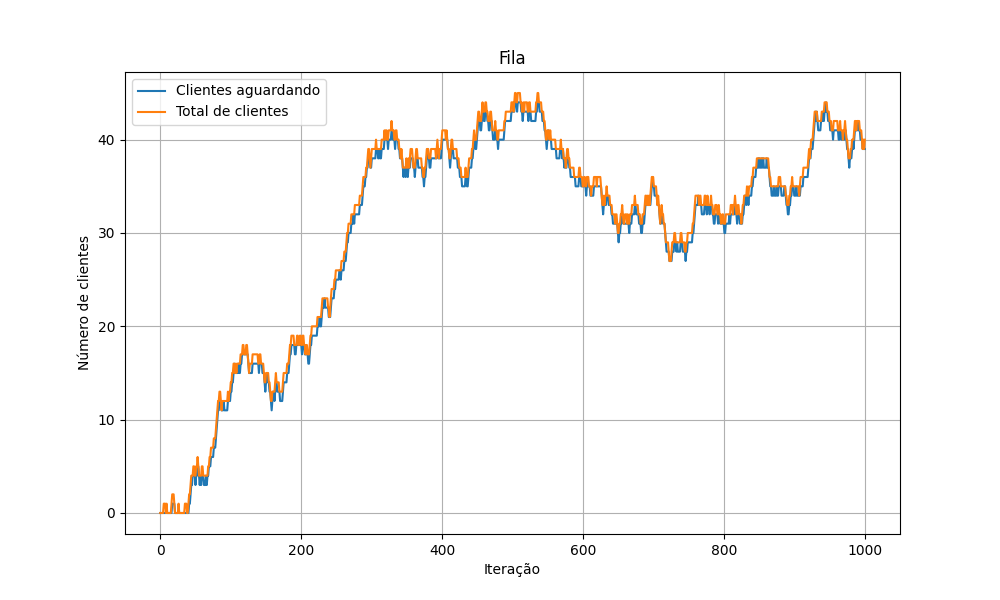 Fila
Clientes aguardando
Total de clientes
Número de clientes
40
30
20
10
0
0 200 400 600 800 1000
Iteração